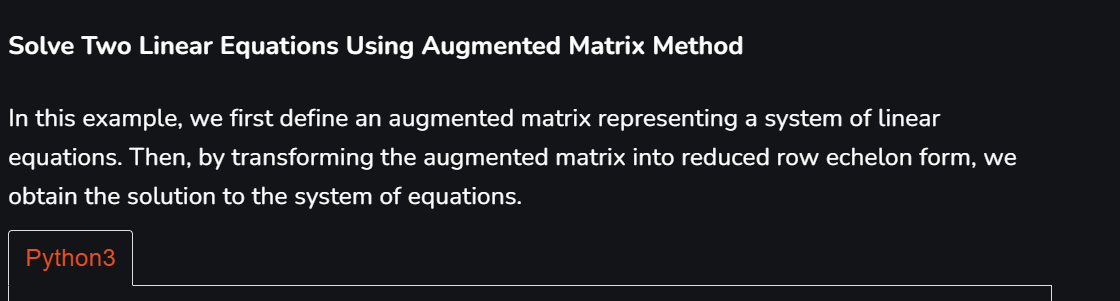 Solve Two Linear Equations Using Augmented Matrix Method
In this example, we first define an augmented matrix representing a system of linear
equations. Then, by transforming the augmented matrix into reduced row echelon form, we
obtain the solution to the system of equations.
Python3